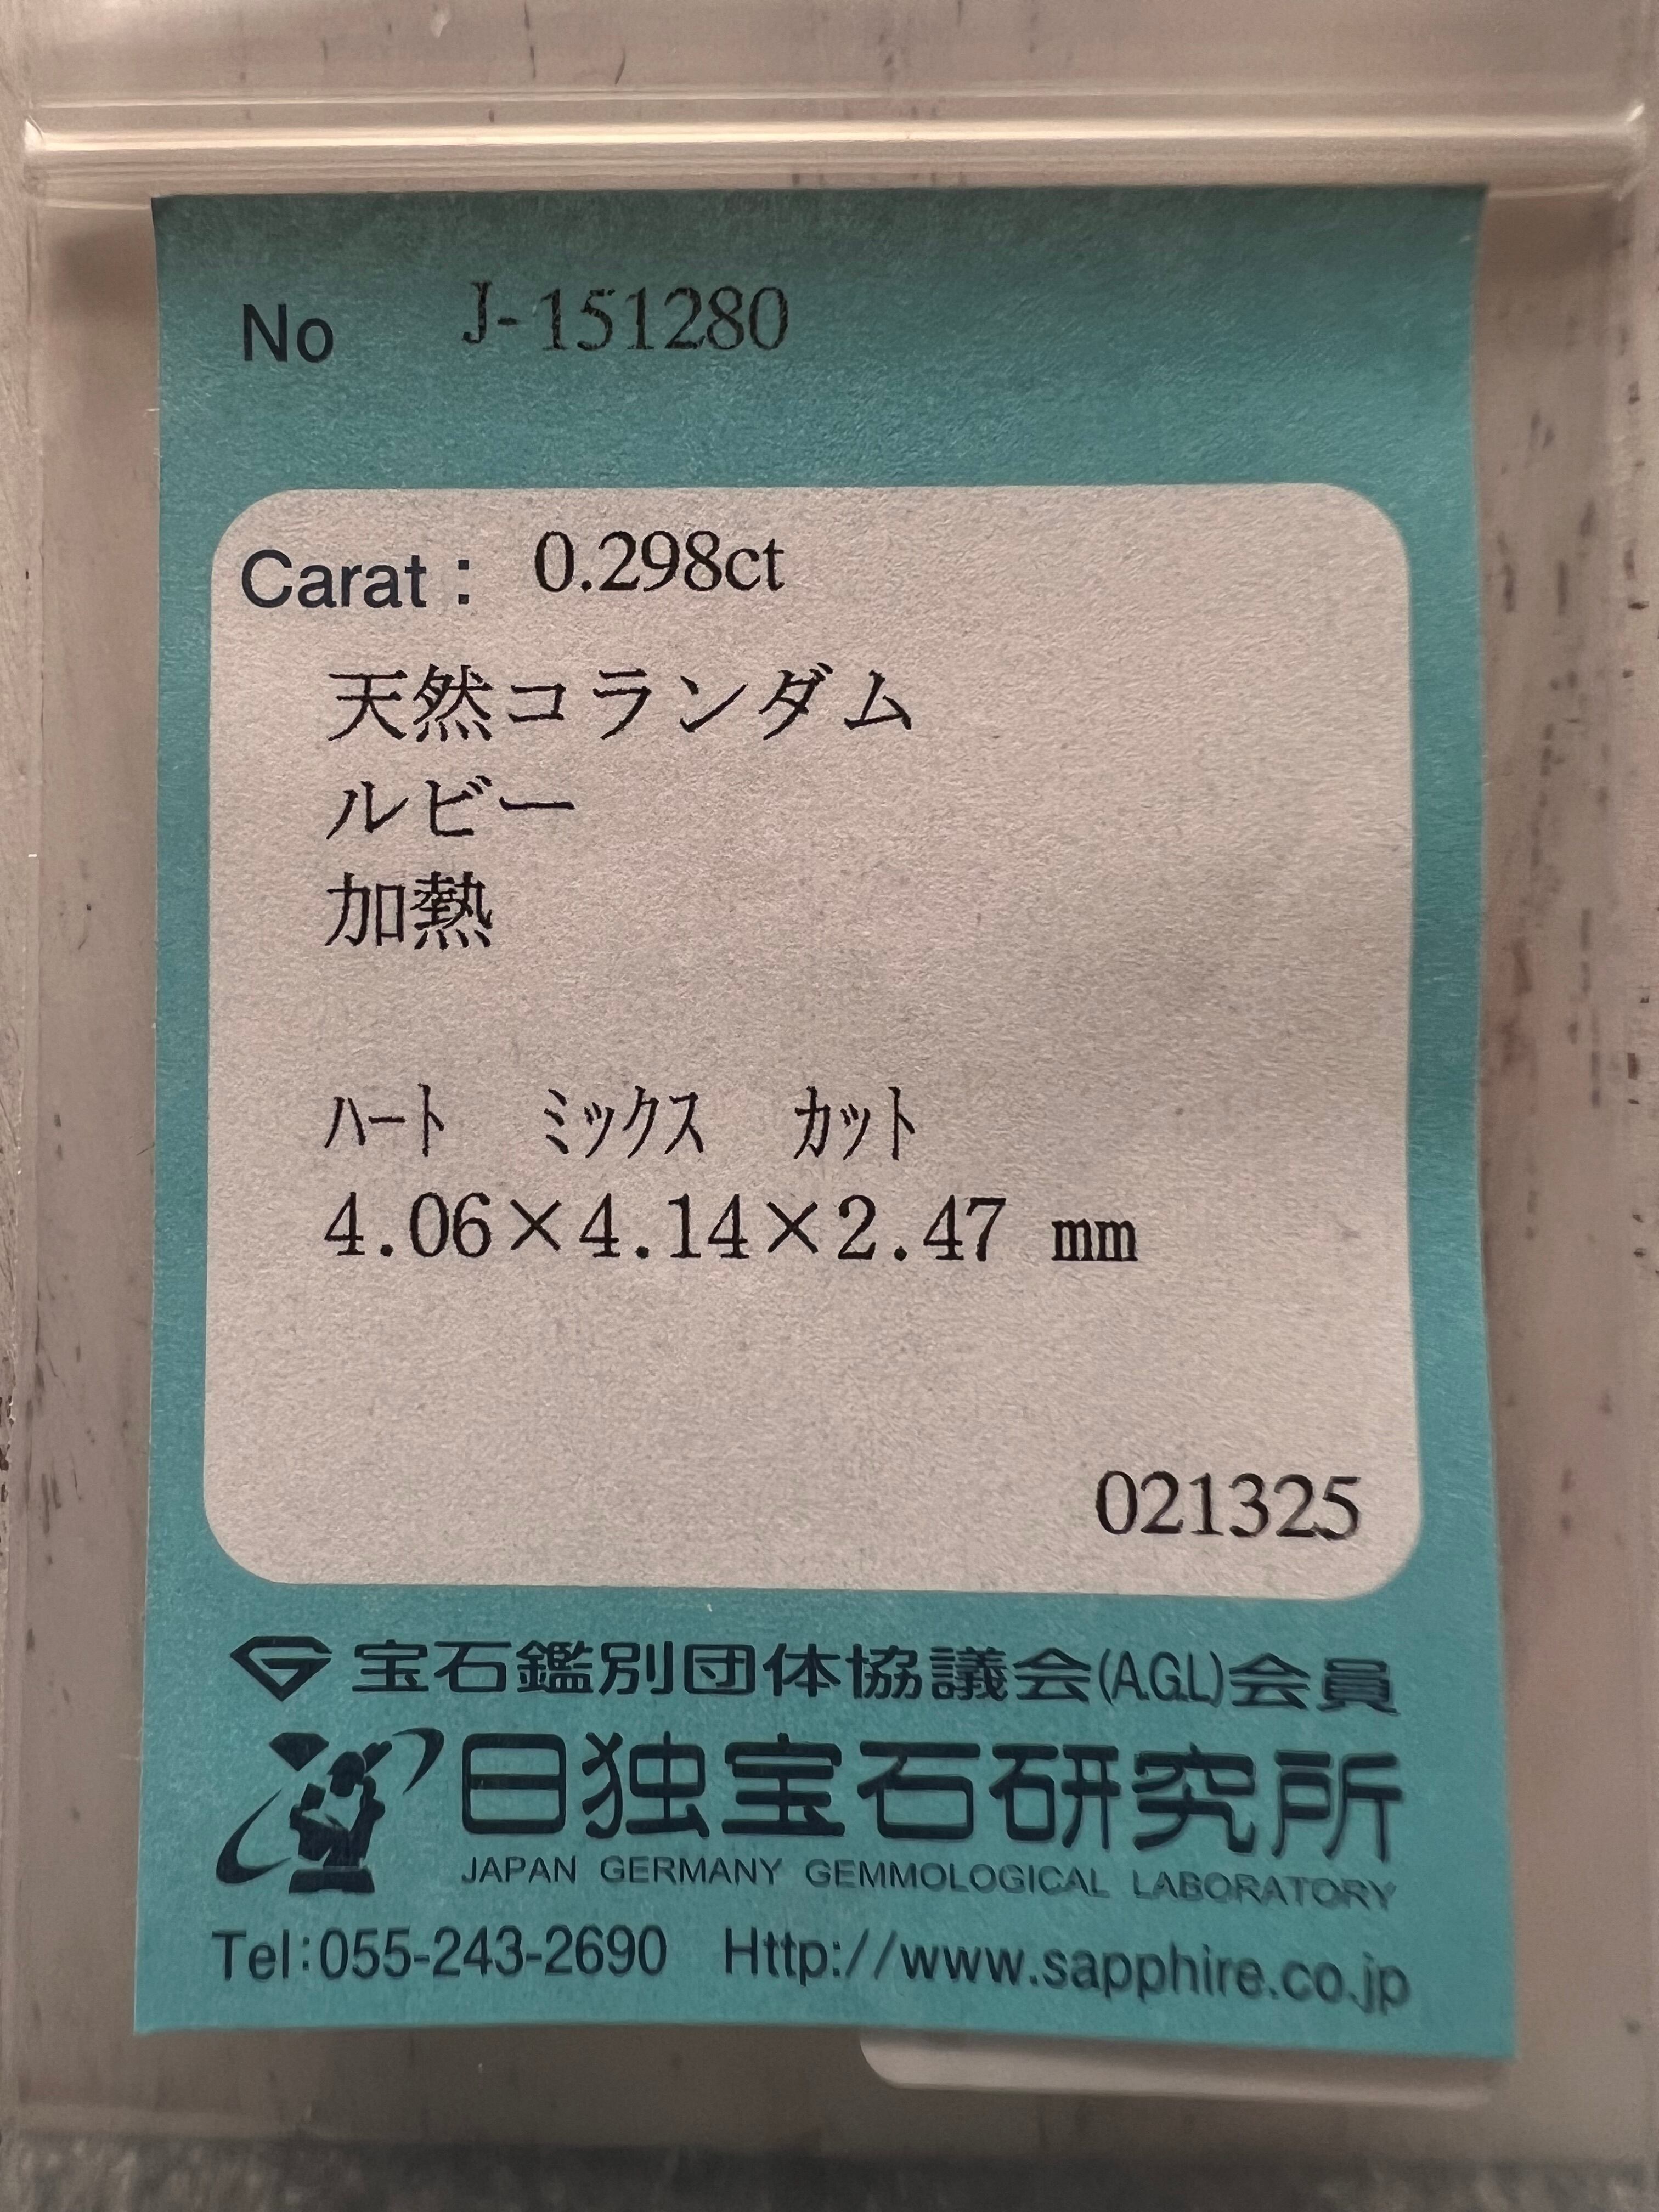 No J-151280
Carat : 0.298ct
天然コランダム
ルビー
加熱
ﾊｰﾄ ﾐｯｸｽ ｶｯﾄ
4.06×4.14×2.47 mm
021325
宝石鑑別団体協議会(A.G.L)会員
日独宝石研究所
JAPAN GERMANY GEMMOLOGICAL LABORATORY
Tel:055-243-2690 Http://www.sapphire.co.jp